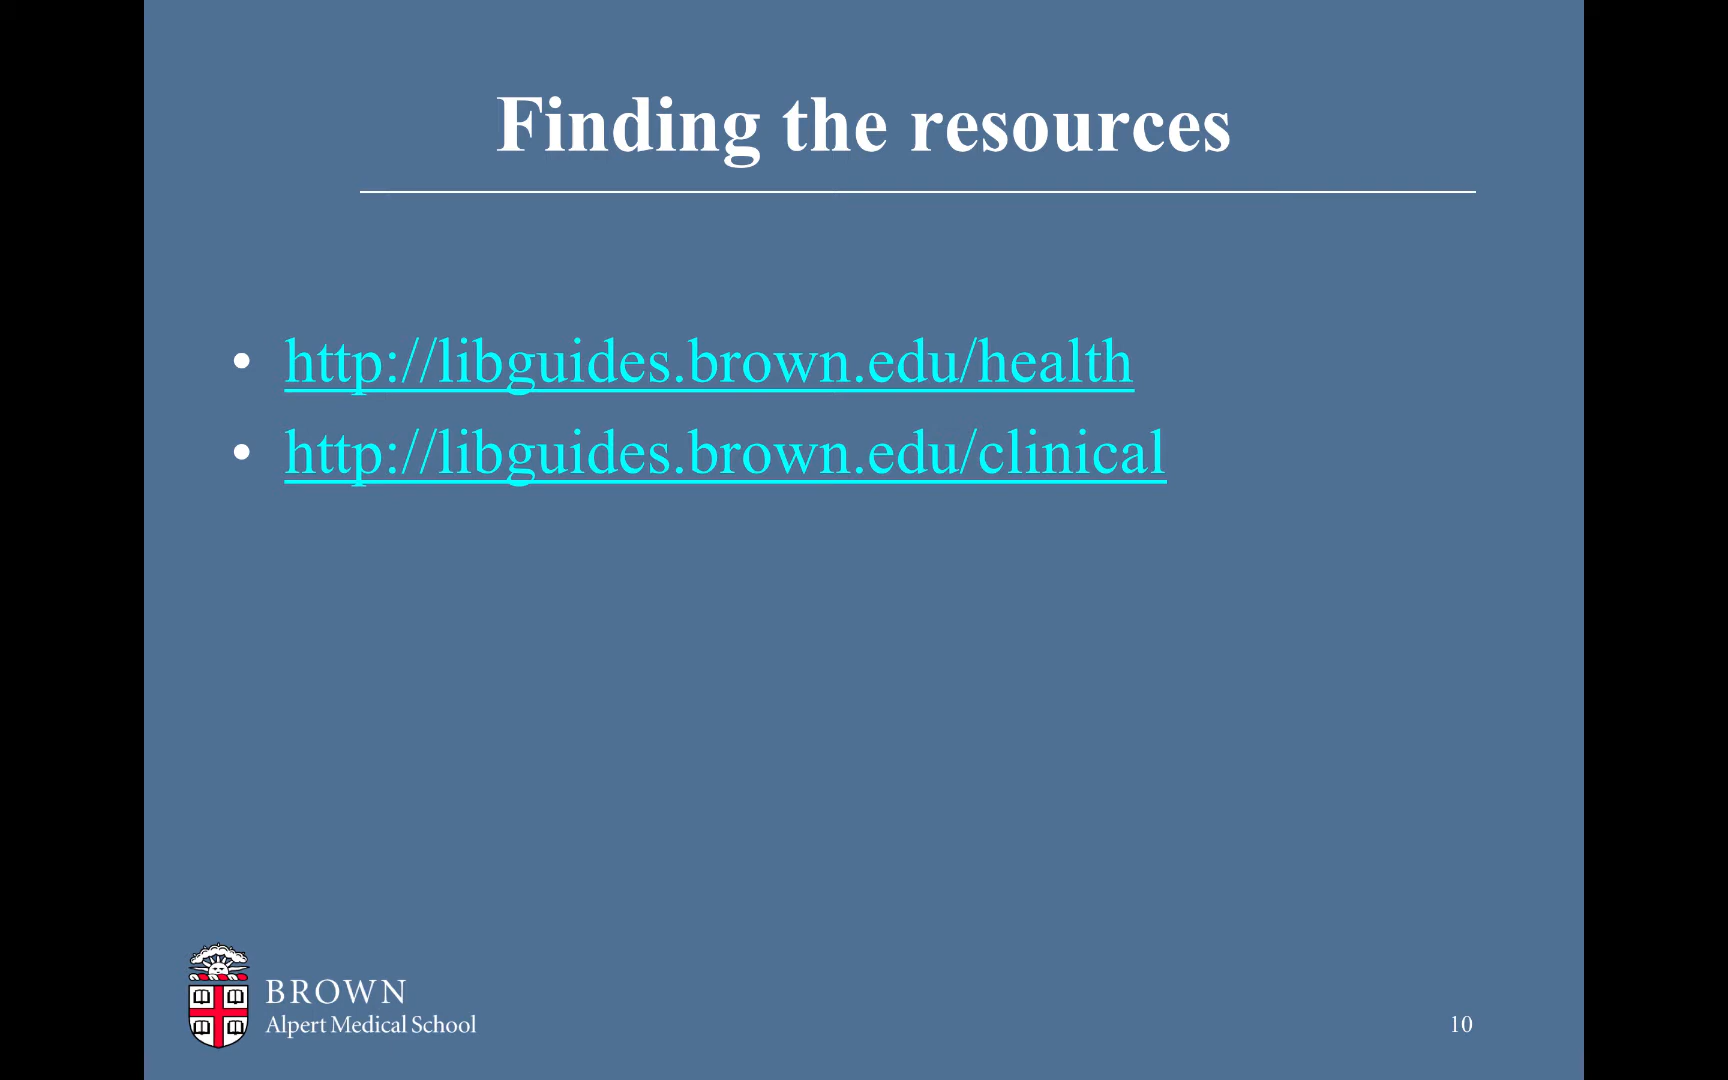 Finding the resources
• http://libguides.brown.edu/health
• http://libguides.brown.edu/clinical
BROWN
Alpert Medical School
10